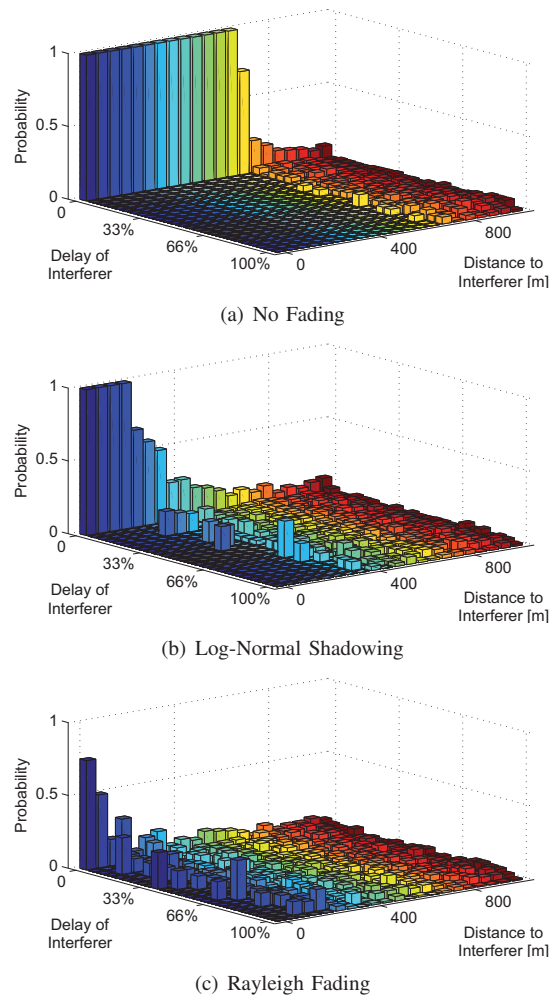 1
0.5
0
Probability
0
33%
66%
100%
Delay of
Interferer
0
400
800
Distance to
Interferer [m]
(a) No Fading
1
0.5
0
Probability
0
33%
66%
100%
Delay of
Interferer
0
400
800
Distance to
Interferer [m]
(b) Log-Normal Shadowing
1
0.5
0
Probability
0
33%
66%
100%
Delay of
Interferer
0
400
800
Distance to
Interferer [m]
(c) Rayleigh Fading